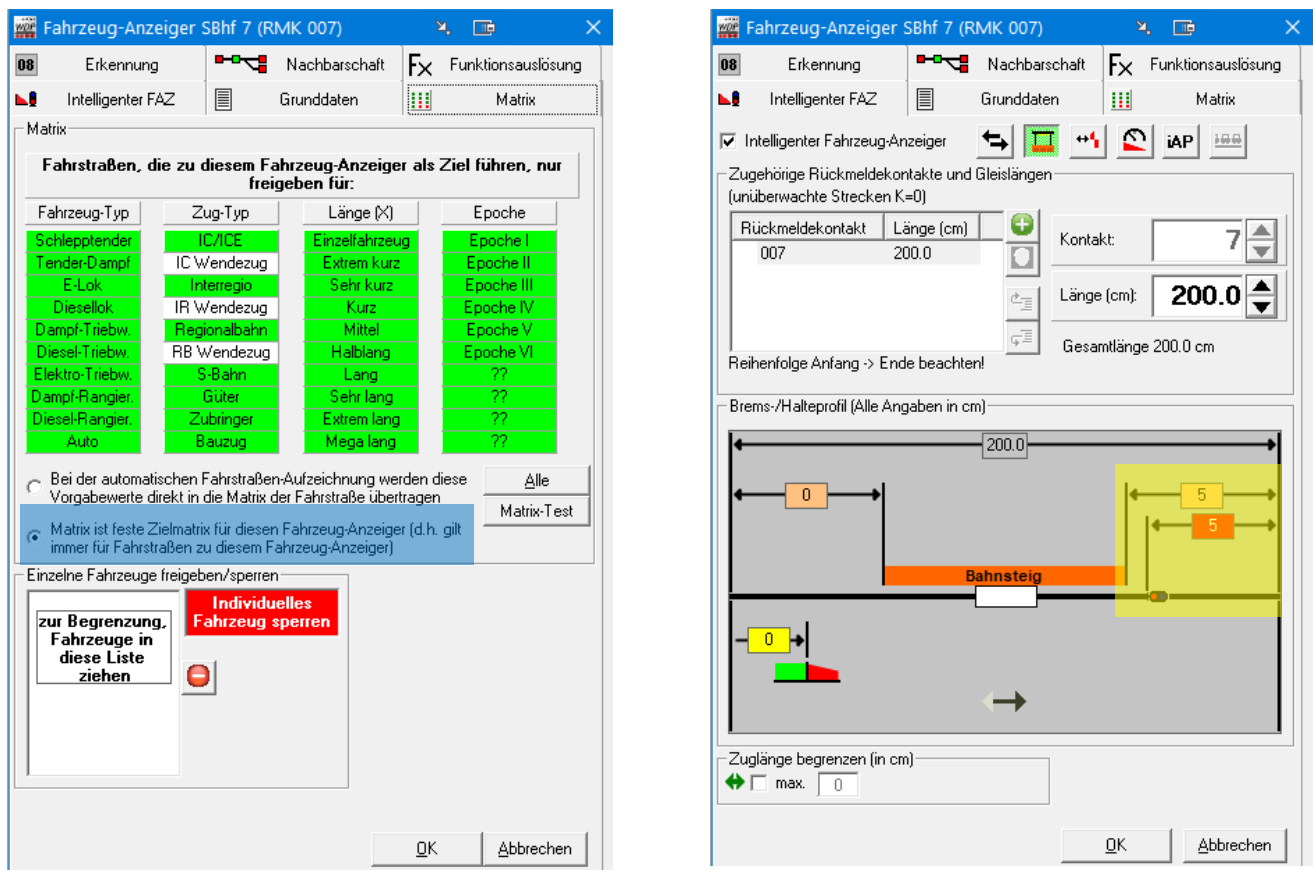 Fahrzeug-Anzeiger SBhf 7 (RMK 007)
08 Erkennung Nachbarschaft Fx Funktionsauslösung
Intelligenter FAZ Grunddaten Matrix
Matrix
Fahrstraßen, die zu diesem Fahrzeug-Anzeiger als Ziel führen, nur
freigeben für:
Fahrzeug-Typ Zug-Typ Länge (X) Epoche
Schlepptender IC/ICE Einzelfahrzeug Epoche I
Tender-Dampf IC Wendezug Extrem kurz Epoche II
E-Lok Interregio Sehr kurz Epoche III
Diesellok IR Wendezug Kurz Epoche IV
Dampf-Triebw. Regionalbahn Mittel Epoche V
Diesel-Triebw. RB Wendezug Halblang Epoche VI
Elektro-Triebw. S-Bahn Lang ??
Dampf-Rangier. Güter Sehr lang ??
Diesel-Rangier. Zubringer Extrem lang ??
Auto Bauzug Mega lang ??
Bei der automatischen Fahrstraßen-Aufzeichnung werden diese
Vorgabewerte direkt in die Matrix der Fahrstraße übertragen
Alle
Matrix-Test
Matrix ist feste Zielmatrix für diesen Fahrzeug-Anzeiger (d.h. gilt
immer für Fahrstraßen zu diesem Fahrzeug-Anzeiger)
Einzelne Fahrzeuge freigeben/sperren
zur Begrenzung,
Fahrzeuge in
diese Liste
ziehen
Individuelles
Fahrzeug sperren
OK Abbrechen
Fahrzeug-Anzeiger SBhf 7 (RMK 007)
08 Erkennung Nachbarschaft Fx Funktionsauslösung
Intelligenter FAZ Grunddaten Matrix
Intelligenter Fahrzeug-Anzeiger iAP
Zugehörige Rückmeldekontakte und Gleislängen
(unüberwachte Strecken K=0)
Rückmeldekontakt Länge (cm)
007 200.0
Kontakt: 7
Länge (cm): 200.0
Gesamtlänge 200.0 cm
Reihenfolge Anfang -> Ende beachten!
Brems-/Halteprofil (Alle Angaben in cm)
200.0
0 5
5
Bahnsteig
0
Zuglänge begrenzen (in cm)
max. 0
OK Abbrechen